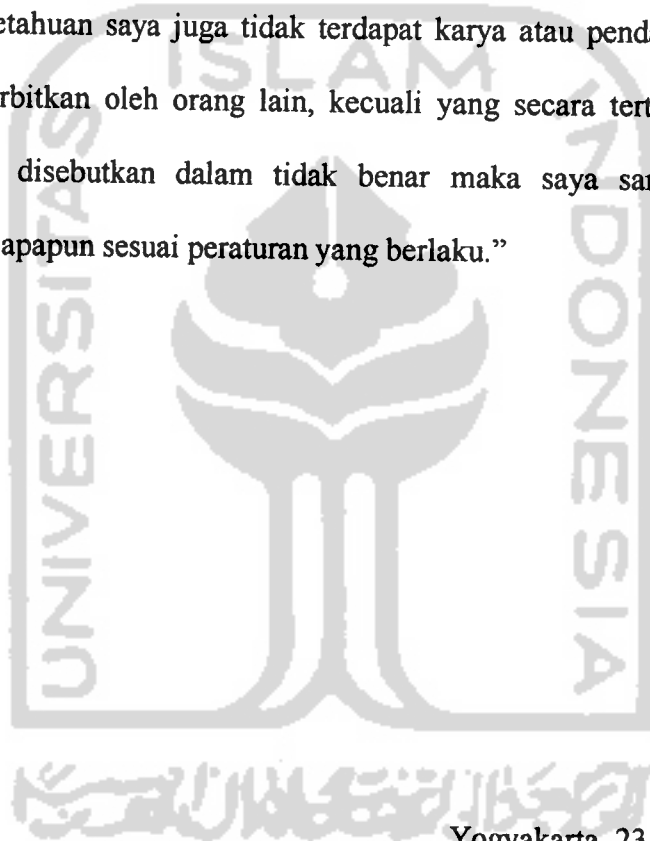 etahuan saya juga tidak terdapat karya atau pend
rbitkan oleh orang lain, kecuali yang secara tert
disebutkan dalam tidak benar maka saya sa
apapun sesuai peraturan yang berlaku.”
ISLAM
UNIVERSITAS
INDONESIA
Yogyakarta, 23